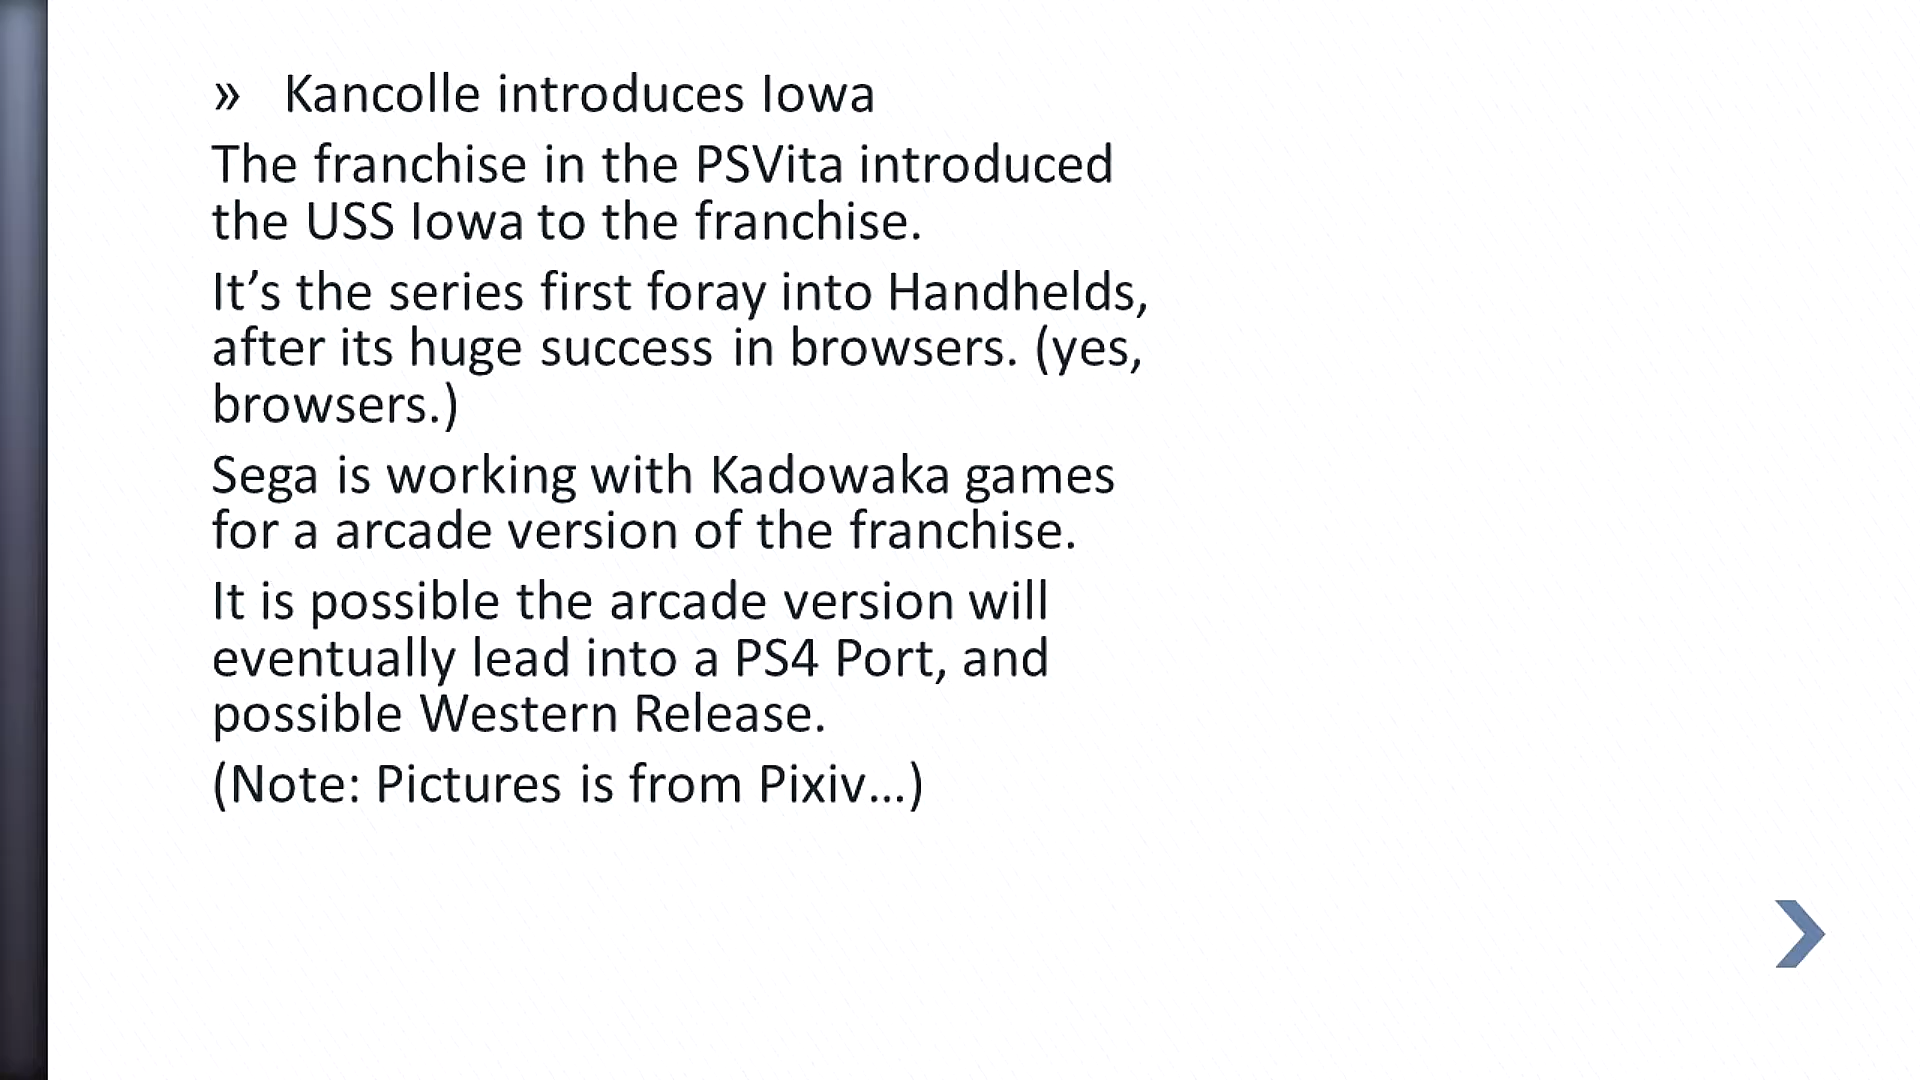 » Kancolle introduces Iowa
The franchise in the PSVita introduced
the USS Iowa to the franchise.
It’s the series first foray into Handhelds,
after its huge success in browsers. (yes,
browsers.)
Sega is working with Kadowaka games
for a arcade version of the franchise.
It is possible the arcade version will
eventually lead into a PS4 Port, and
possible Western Release.
(Note: Pictures is from Pixiv…)